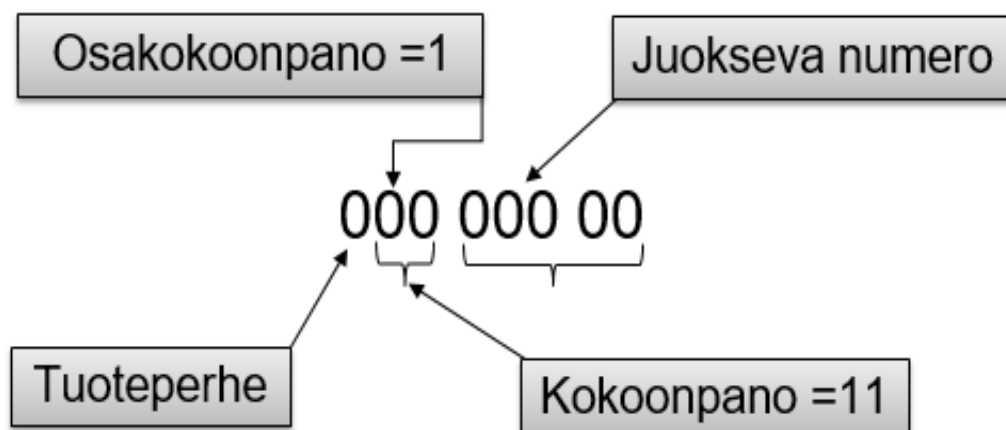 Osakokoonpano =1
Juokseva numero
000 000 00
Tuoteperhe
Kokoonpano =11